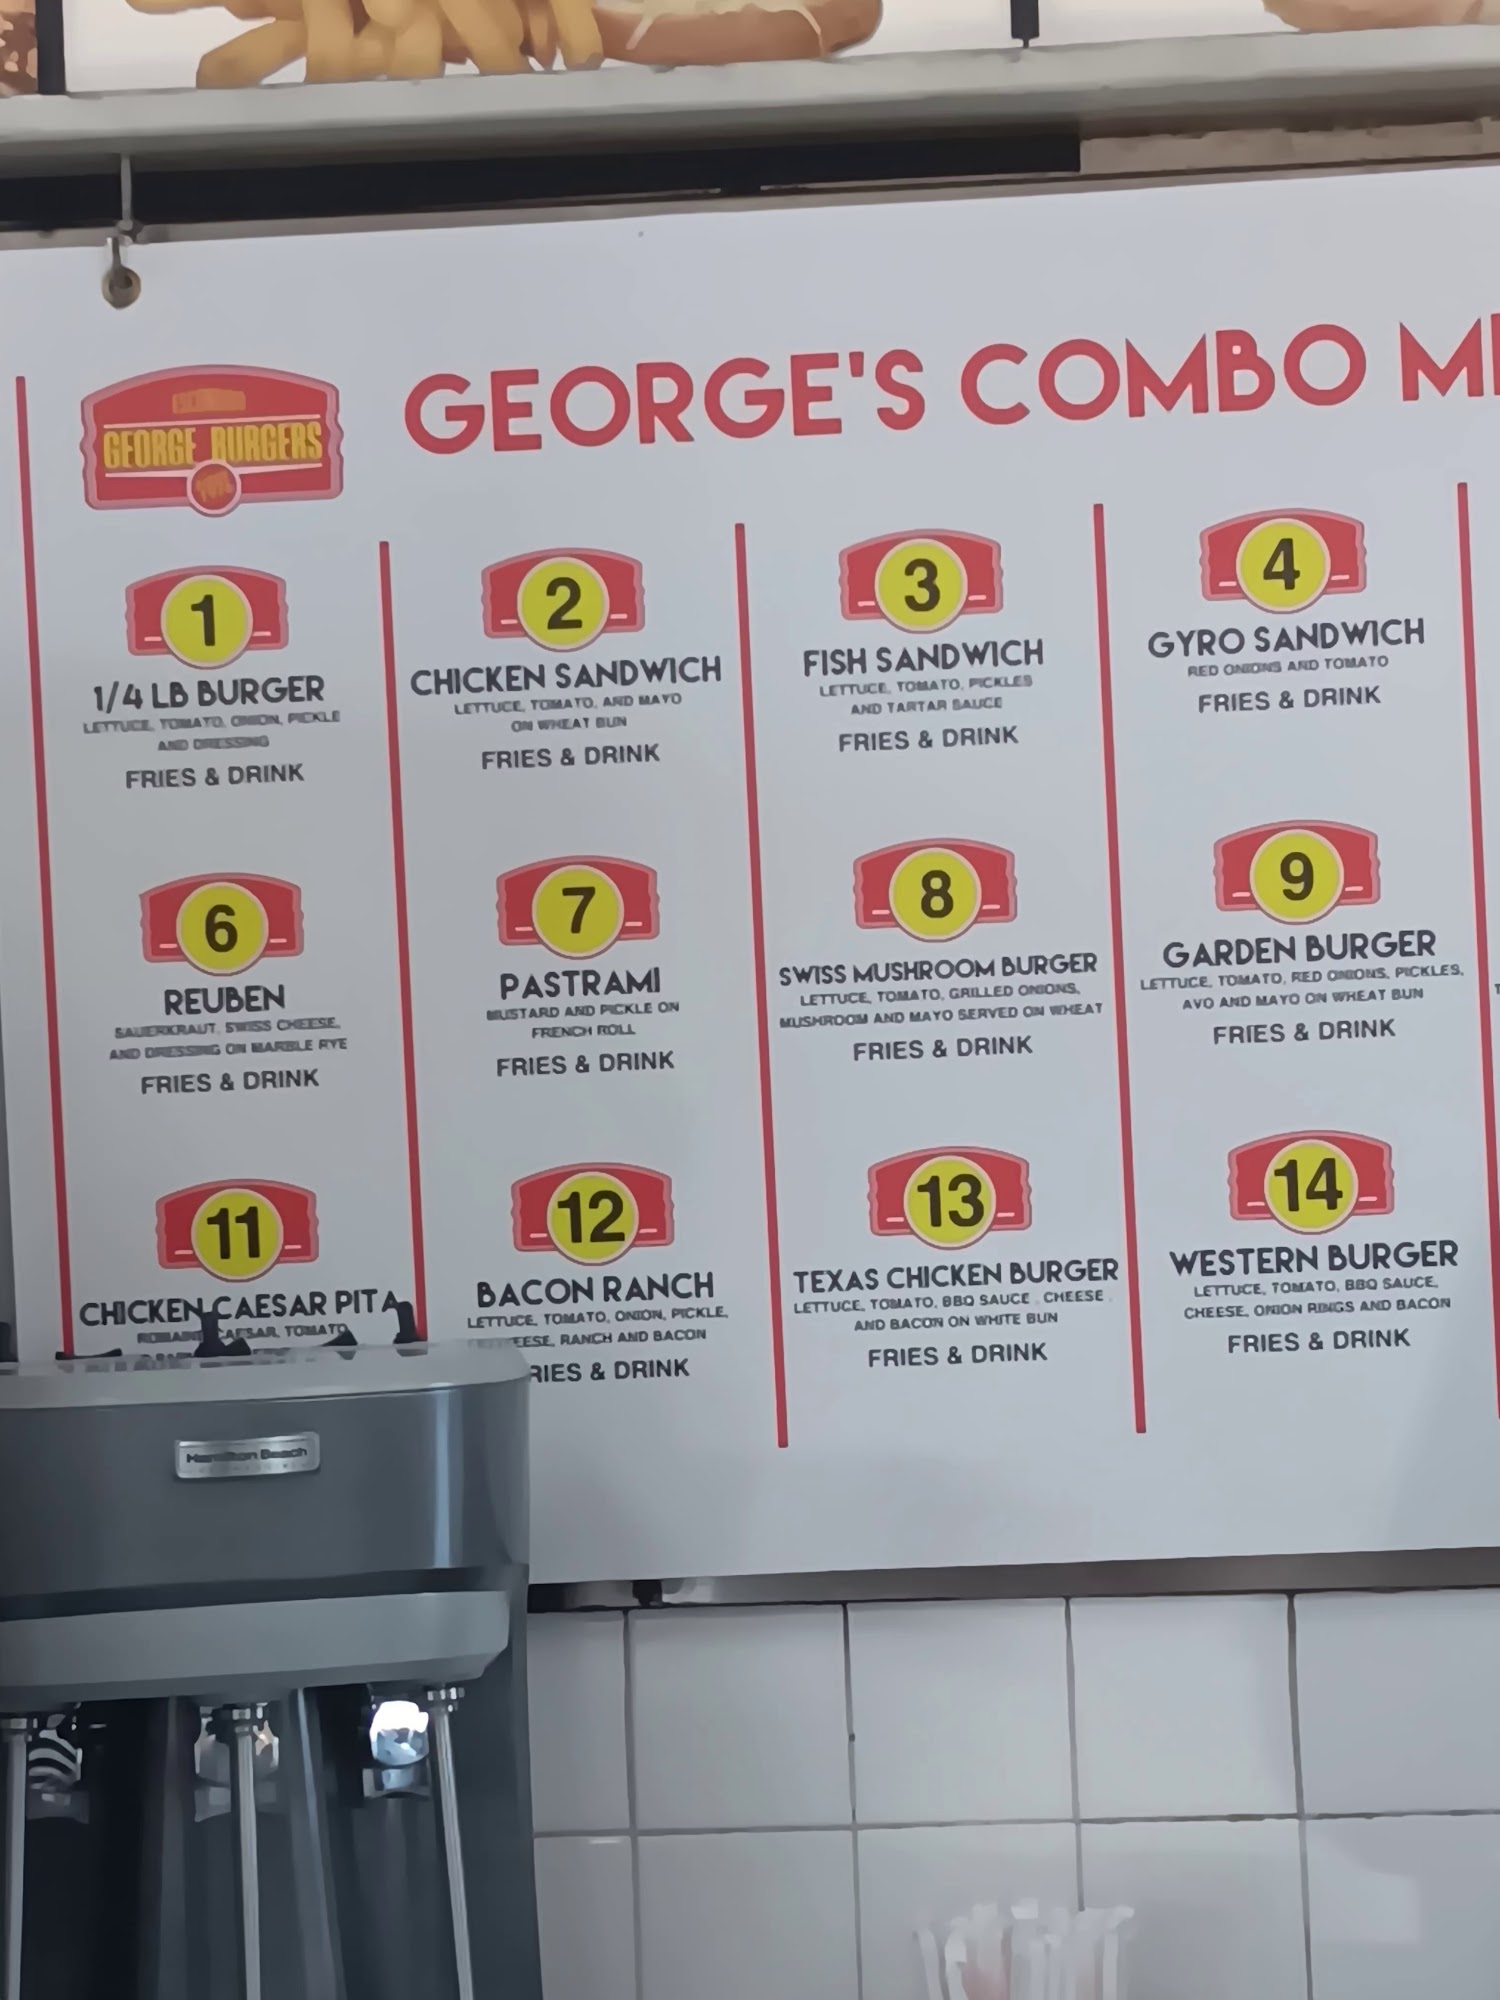 GEORGE BURGERS
GEORGE'S COMBO
1
1/4 LB BURGER
LETTUCE, TOMATO, ONION, PICKLE
AND DRESSING
FRIES & DRINK
2
CHICKEN SANDWICH
LETTUCE, TOMATO, AND MAYO
ON WHEAT BUN
FRIES & DRINK
3
FISH SANDWICH
LETTUCE, TOMATO, PICKLES
AND TARTAR SAUCE
FRIES & DRINK
4
GYRO SANDWICH
RED ONIONS AND TOMATO
FRIES & DRINK
6
REUBEN
SAUERKRAUT, SWISS CHEESE,
AND DRESSING ON MARBLE RYE
FRIES & DRINK
7
PASTRAMI
MUSTARD AND PICKLE ON
FRENCH ROLL
FRIES & DRINK
8
SWISS MUSHROOM BURGER
LETTUCE, TOMATO, GRILLED ONIONS,
MUSHROOM AND MAYO SERVED ON WHEAT
FRIES & DRINK
9
GARDEN BURGER
LETTUCE, TOMATO, RED ONIONS, PICKLES,
AVO AND MAYO ON WHEAT BUN
FRIES & DRINK
11
CHICKEN CAESAR PITA
ROMAINE CAESAR, TOMATO
12
BACON RANCH
LETTUCE, TOMATO, ONION, PICKLE,
EESE, RANCH AND BACON
RIES & DRINK
13
TEXAS CHICKEN BURGER
LETTUCE, TOMATO, BBQ SAUCE, CHEESE,
AND BACON ON WHITE BUN
FRIES & DRINK
14
WESTERN BURGER
LETTUCE, TOMATO, BBQ SAUCE,
CHEESE, ONION RINGS AND BACON
FRIES & DRINK
Hamilton Beach